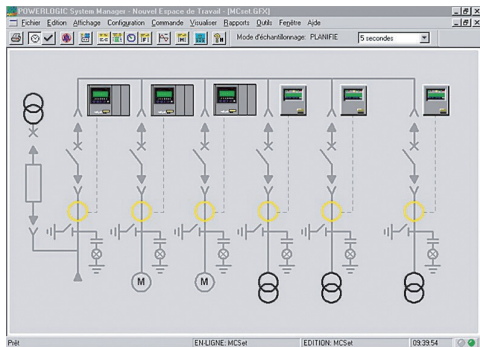 POWERLOGIC System Manager - Nouvel Espace de Travail - [MCset.GFX]
Fichier Edition Affichage Configuration Commande Visualiser Rapports Outils Fenêtre Aide
Mode d'échantillonnage: PLANIFIE 5 secondes
M M
Prêt EN-LIGNE: MCSet EDITION: MCSet 09:39:54